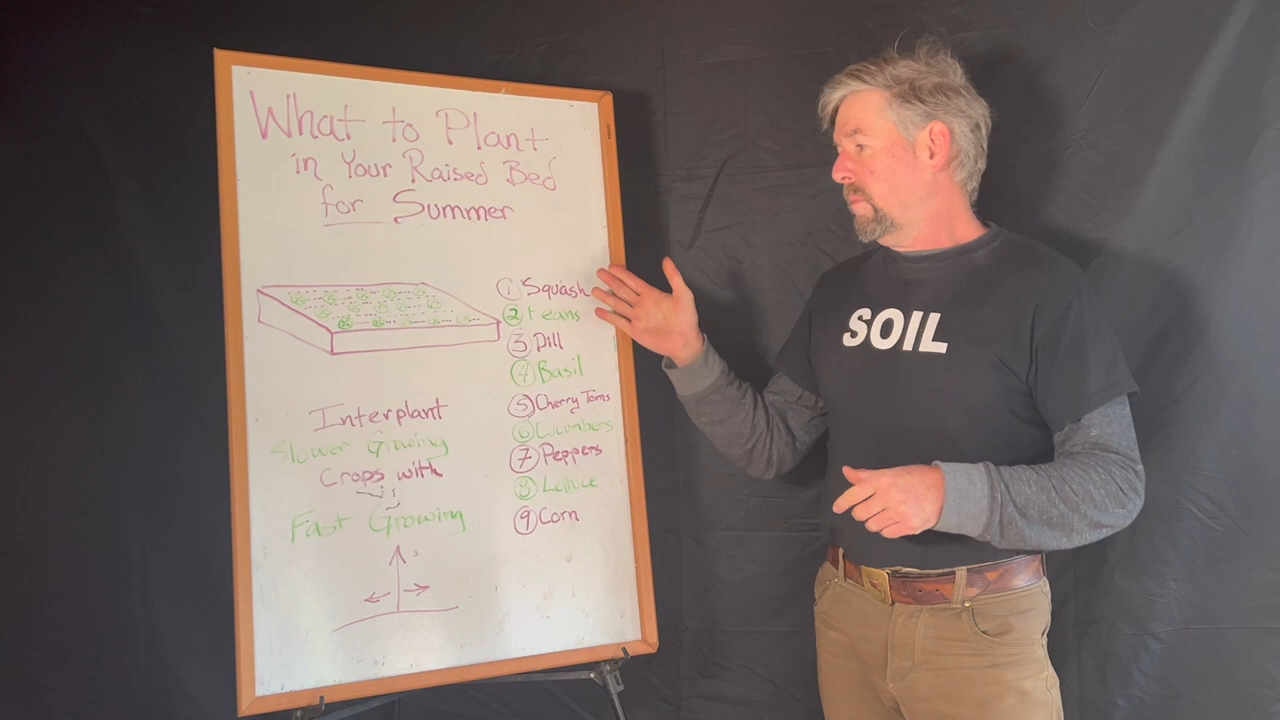 What to Plant
in Your Raised Bed
for Summer
① Squash
② Feans
③ Dill
④ Basil
⑤ Cherry Toms
⑥ Cucumbers
⑦ Peppers
⑧ Lettuce
⑨ Corn
Interplant
Slower Growing
Crops with
Fast Growing
SOIL